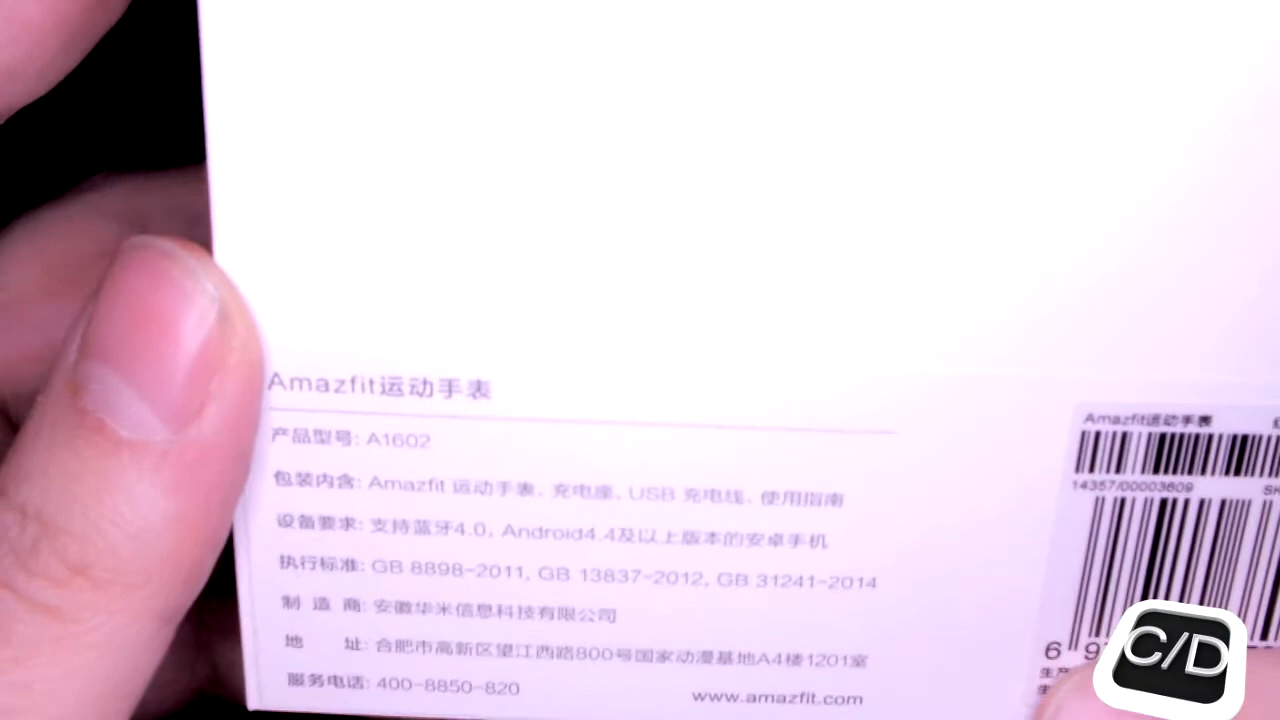 Amazfit运动手表
产品型号: A1602
包装内含: Amazfit 运动手表、充电座、USB 充电线、使用指南
设备要求: 支持蓝牙4.0, Android4.4及以上版本的安卓手机
执行标准: GB 8898-2011, GB 13837-2012, GB 31241-2014
制 造 商: 安徽华米信息科技有限公司
地 址: 合肥市高新区望江西路800号国家动漫基地A4楼1201室
服务电话: 400-8850-820
www.amazfit.com
Amazfit运动手表
14357/00003609
SK
6 9
生产
C/D